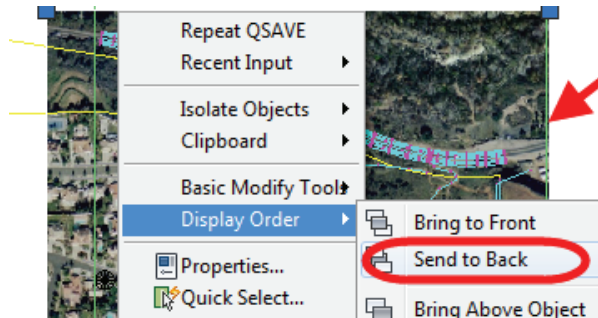 Repeat QSAVE
Recent Input
Isolate Objects
Clipboard
Basic Modify Tools
Display Order
Bring to Front
Send to Back
Properties...
Quick Select...
Bring Above Object